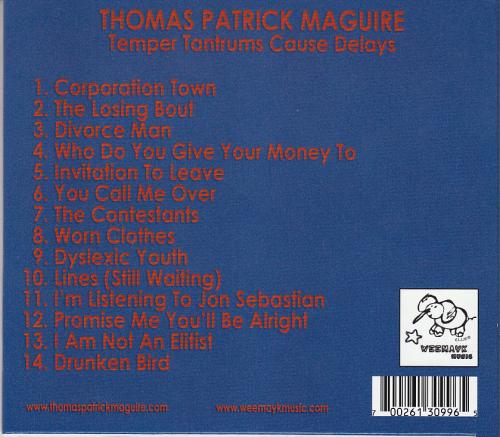 THOMAS PATRICK MAGUIRE
Temper Tantrums Cause Delays
1. Corporation Town
2. The Losing Bout
3. Divorce Man
4. Who Do You Give Your Money To
5. Invitation To Leave
6. You Call Me Over
7. The Contestants
8. Worn Clothes
9. Dyslexic Youth
10. Lines (Still Waiting)
11. I'm Listening To Jon Sebastian
12. Promise Me You'll Be Alright
13. I Am Not An Elitist
14. Drunken Bird
ELLIE
WEEMAYK
MUSIC
www.thomaspatrickmaguire.com www.weemaykmusic.com
7 00261 30996 5